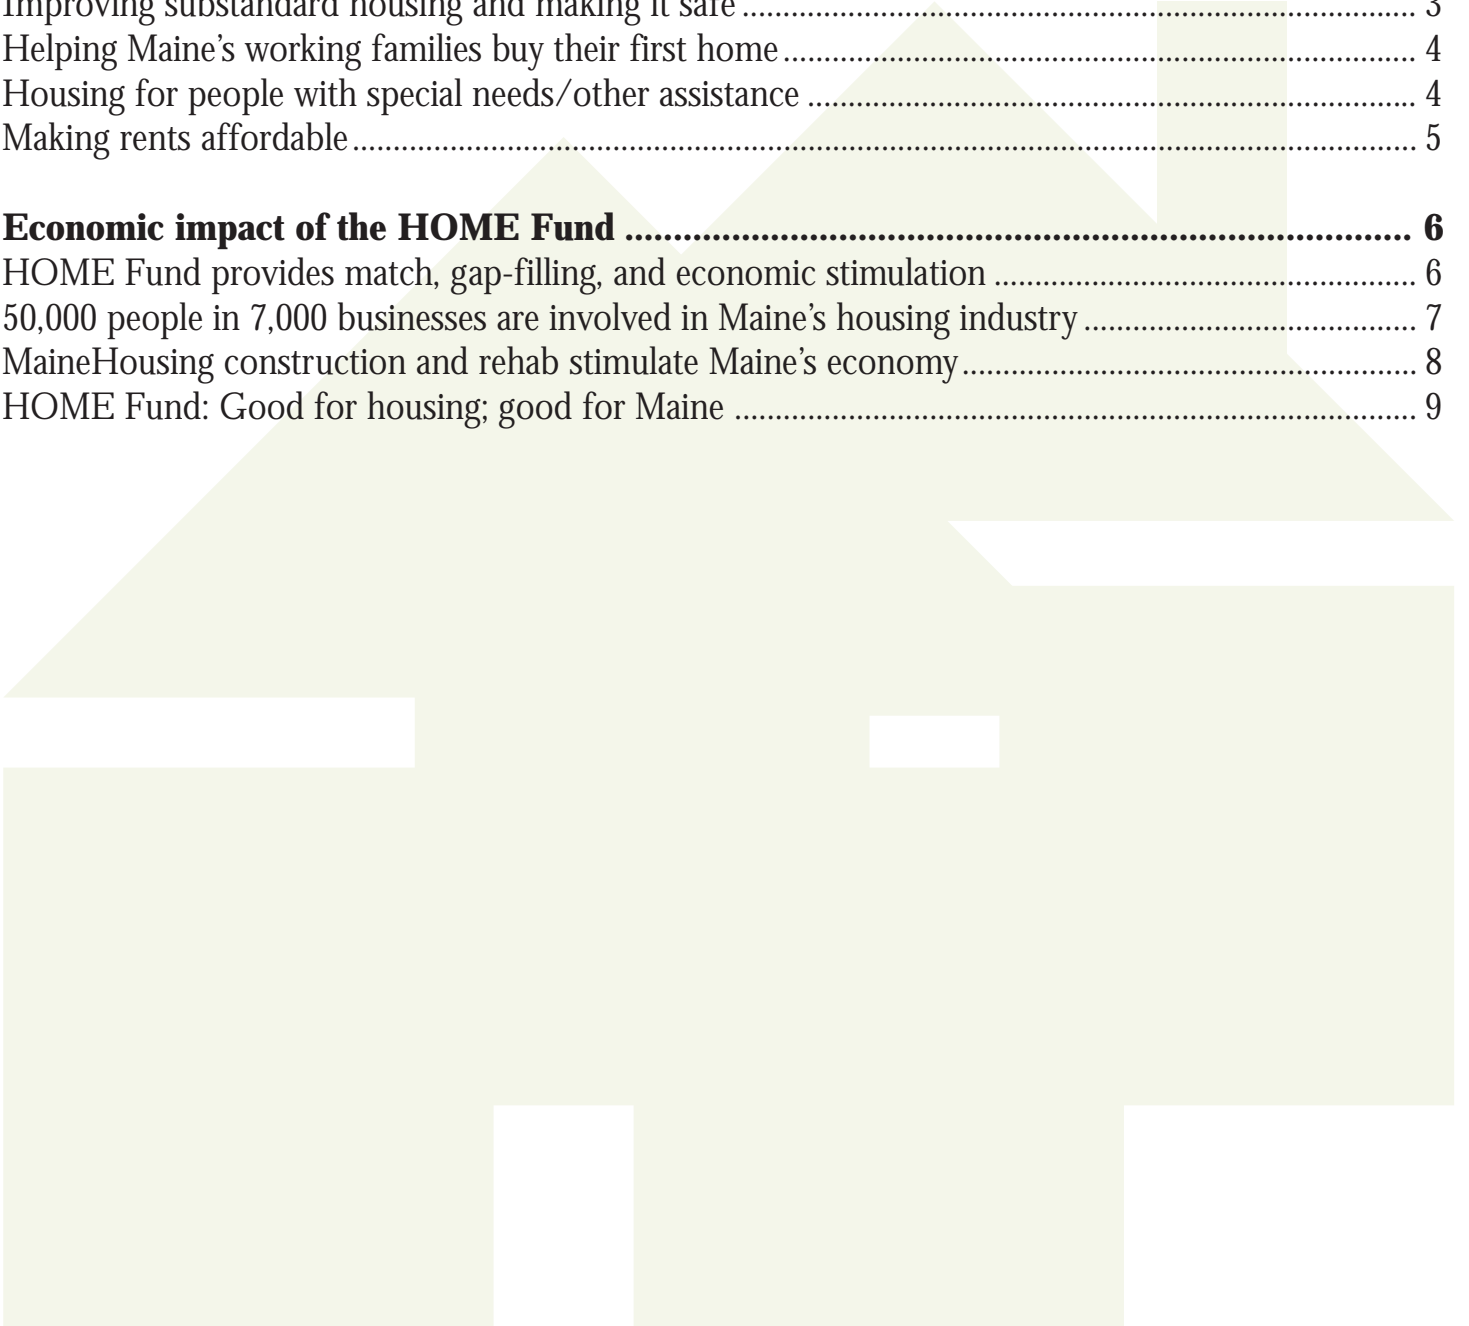 Improving substandard housing and making it safe ................................................................................... 3
Helping Maine’s working families buy their first home .............................................................................. 4
Housing for people with special needs/other assistance ........................................................................... 4
Making rents affordable ................................................................................................................................... 5
Economic impact of the HOME Fund .................................................................................................. 6
HOME Fund provides match, gap-filling, and economic stimulation .................................................... 6
50,000 people in 7,000 businesses are involved in Maine’s housing industry ......................................... 7
MaineHousing construction and rehab stimulate Maine’s economy ........................................................ 8
HOME Fund: Good for housing; good for Maine .................................................................................... 9